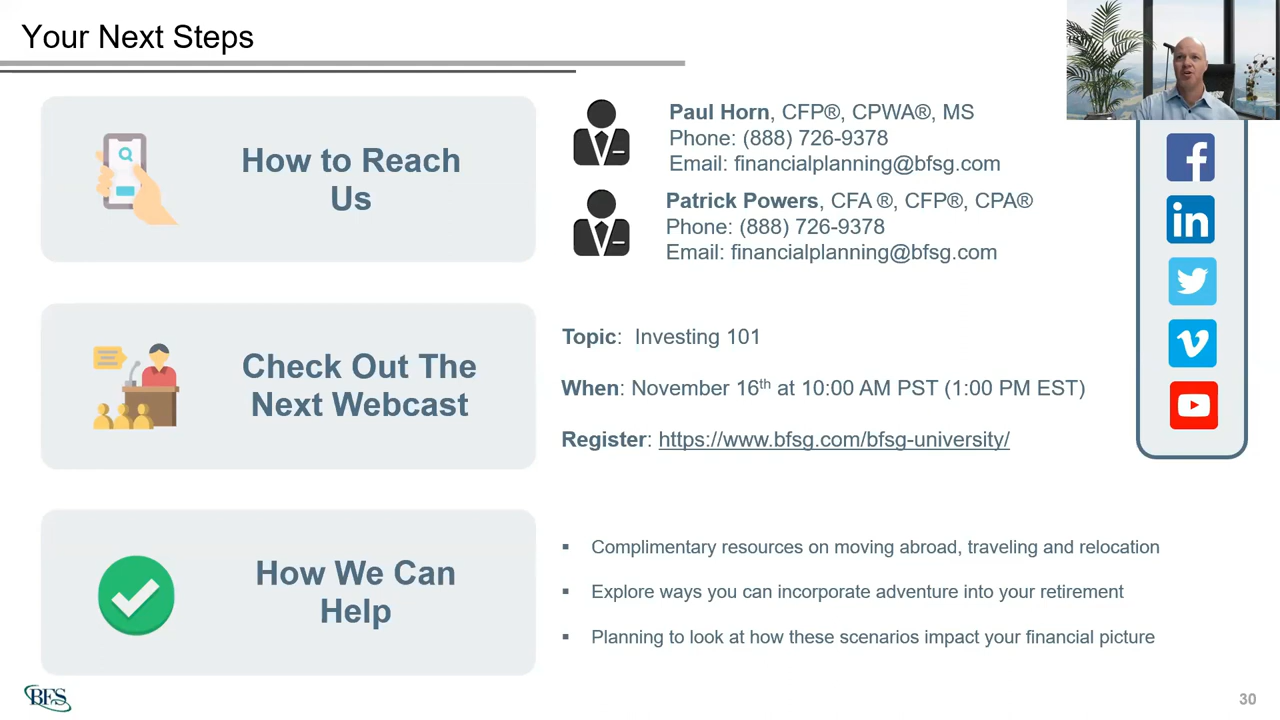 Your Next Steps
How to Reach
Us
Paul Horn, CFP®, CPWA®, MS
Phone: (888) 726-9378
Email: financialplanning@bfsg.com
Patrick Powers, CFA ®, CFP®, CPA®
Phone: (888) 726-9378
Email: financialplanning@bfsg.com
f
in
Check Out The
Next Webcast
Topic: Investing 101
When: November 16th at 10:00 AM PST (1:00 PM EST)
Register: https://www.bfsg.com/bfsg-university/
How We Can
Help
▪ Complimentary resources on moving abroad, traveling and relocation
▪ Explore ways you can incorporate adventure into your retirement
▪ Planning to look at how these scenarios impact your financial picture
BFS
30